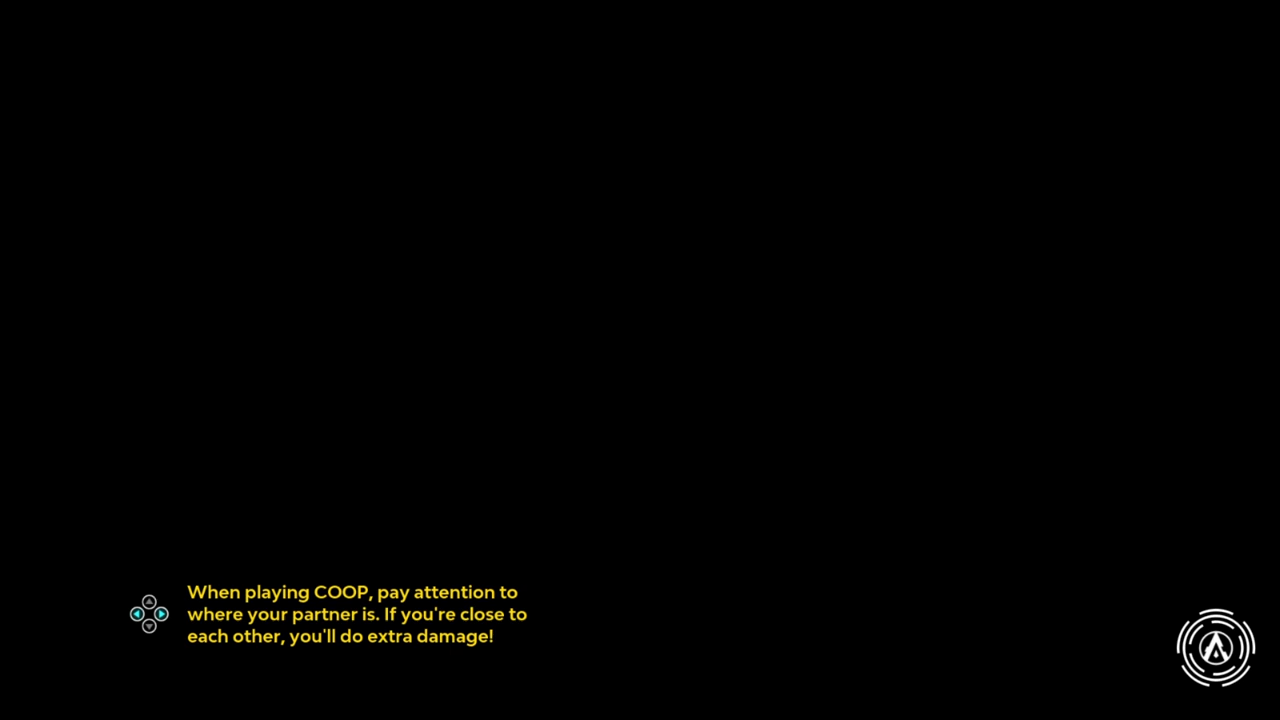 When playing COOP, pay attention to
where your partner is. If you're close to
each other, you'll do extra damage!